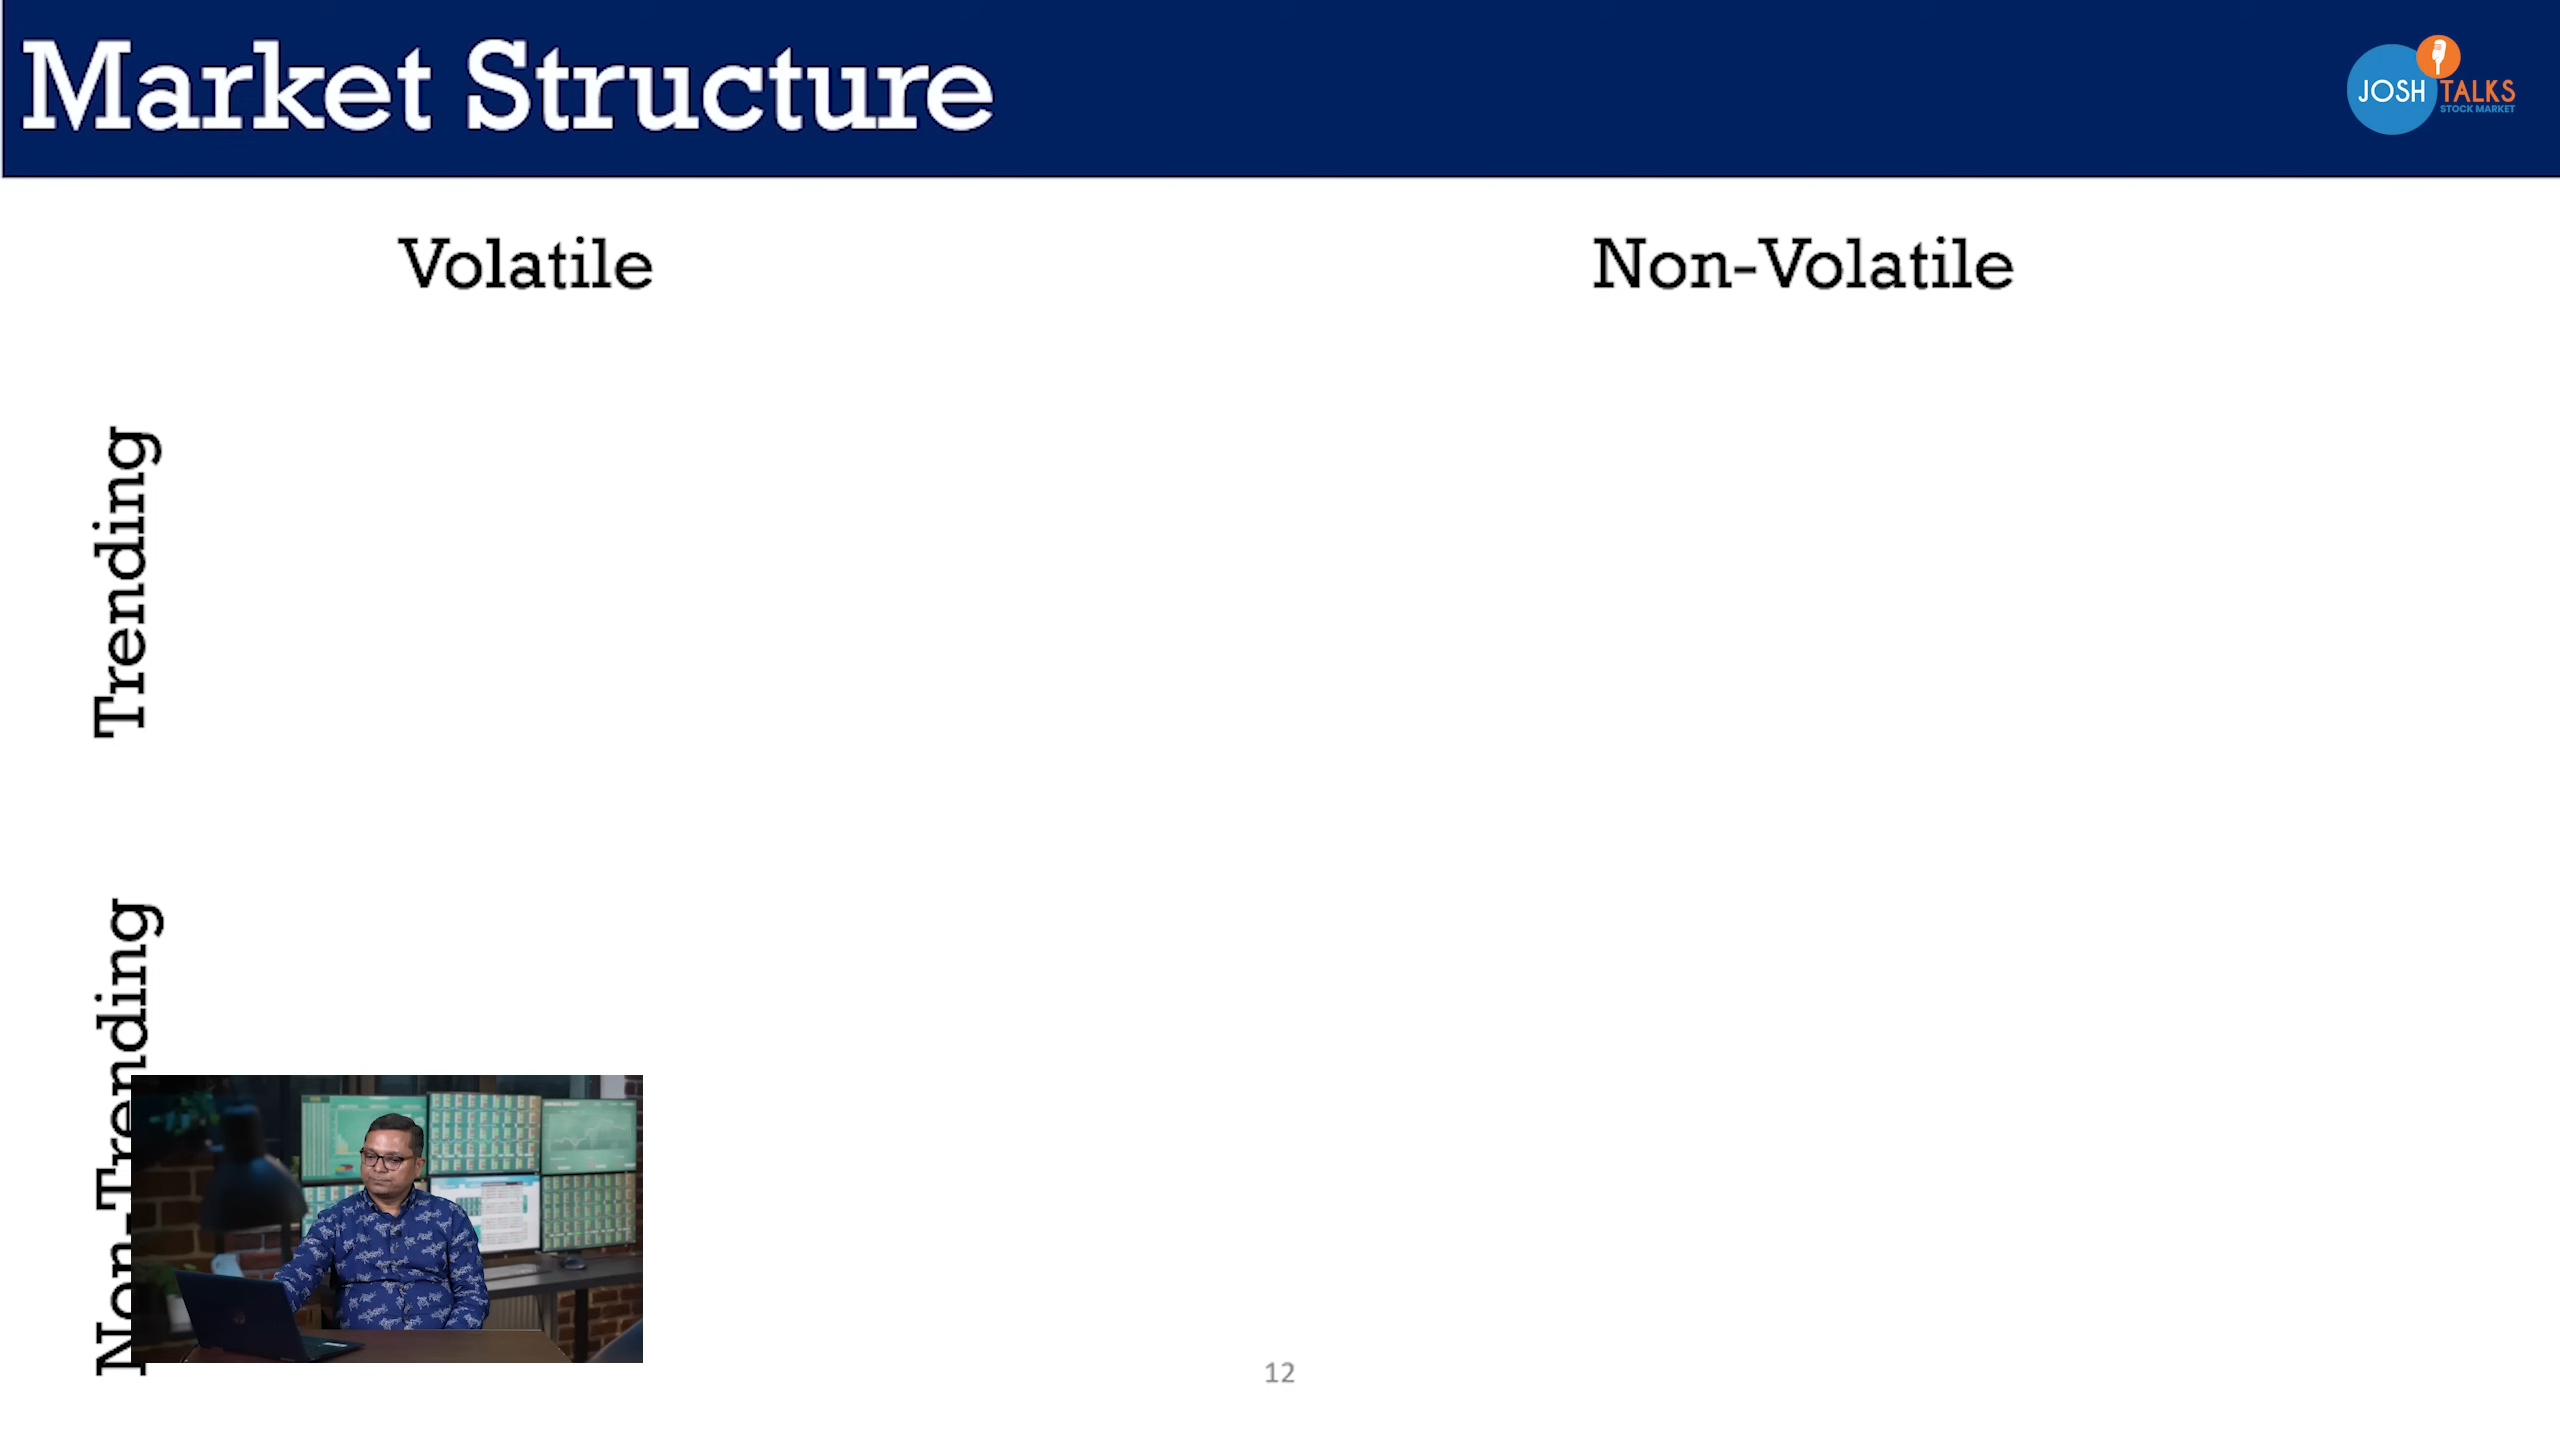 Market Structure
JOSH TALKS
STOCK MARKET
Volatile
Non-Volatile
Trending
Non-Trending
12